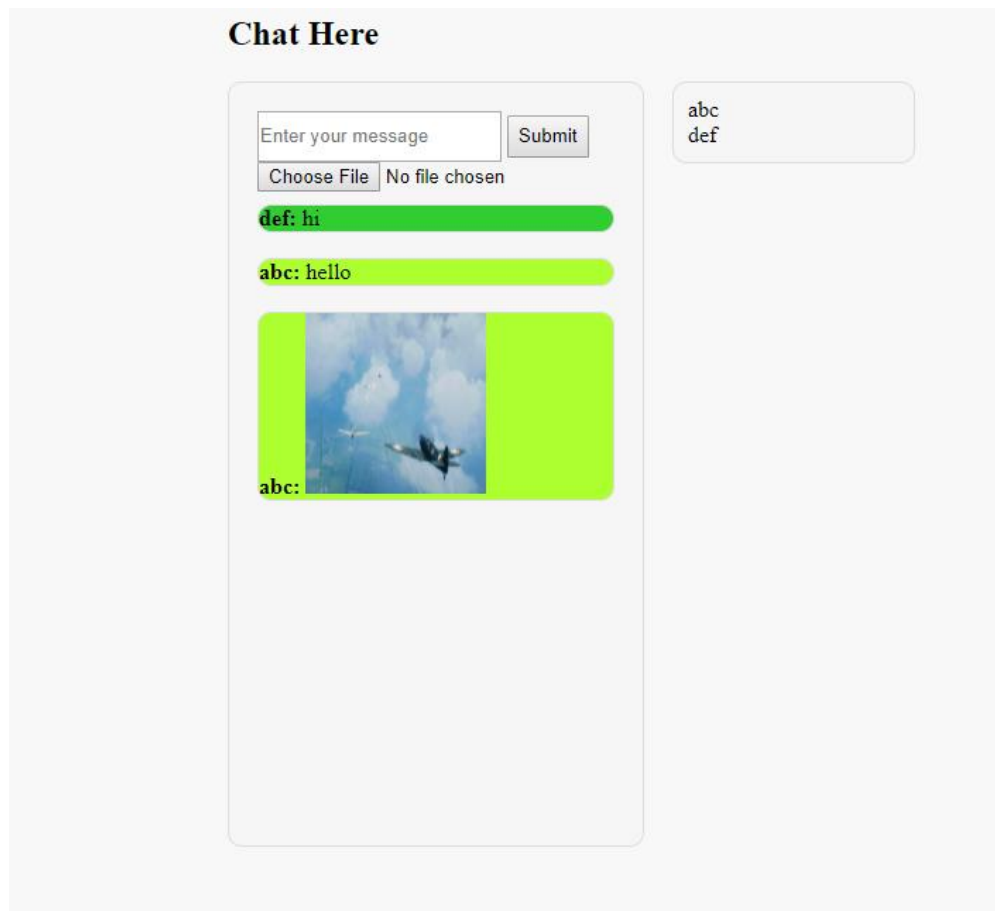 Chat Here
Enter your message Submit
Choose File No file chosen
def: hi
abc: hello
abc:
abc
def